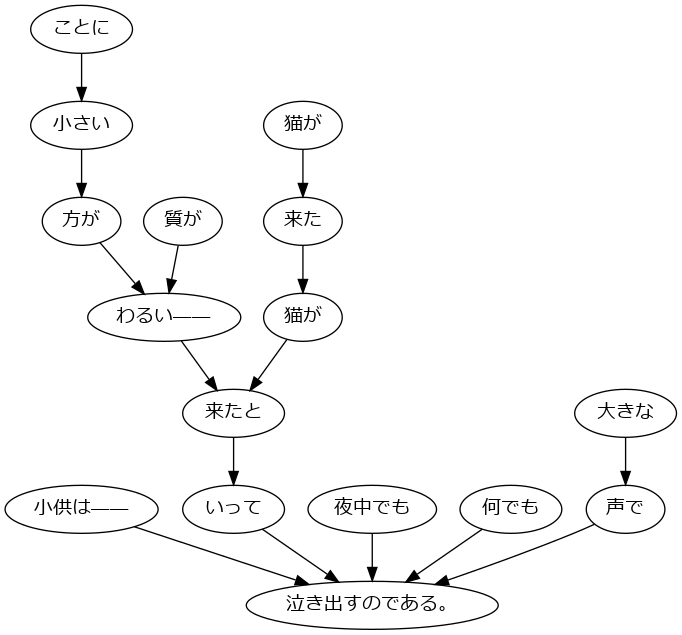 ことに
小さい
猫が
方が
質が
来た
わるい——
猫が
来たと
大きな
小供は——
いって
夜中でも
何でも
声で
泣き出すのである。